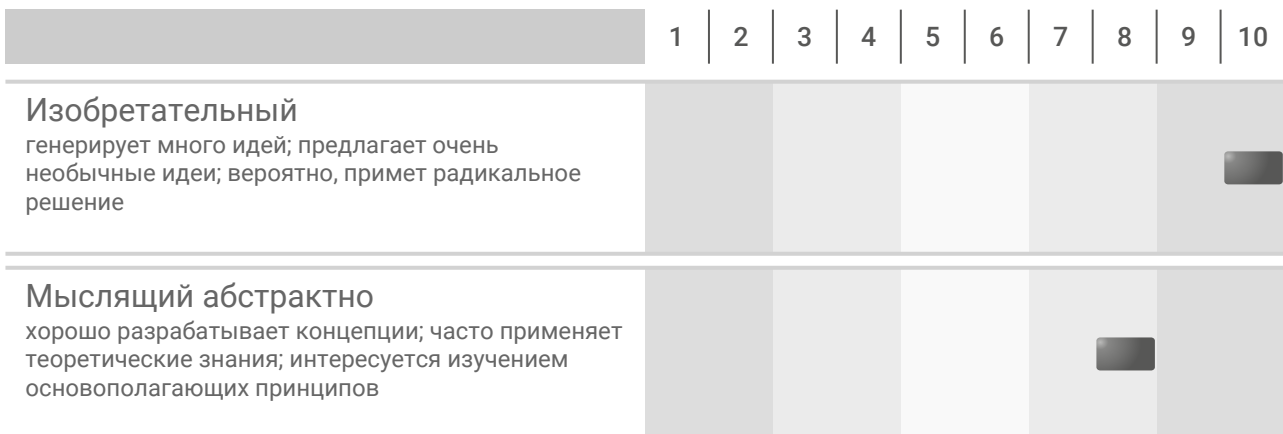 1 2 3 4 5 6 7 8 9 10
Изобретательный
генерирует много идей; предлагает очень
необычные идеи; вероятно, примет радикальное
решение
Мыслящий абстрактно
хорошо разрабатывает концепции; часто применяет
теоретические знания; интересуется изучением
основополагающих принципов